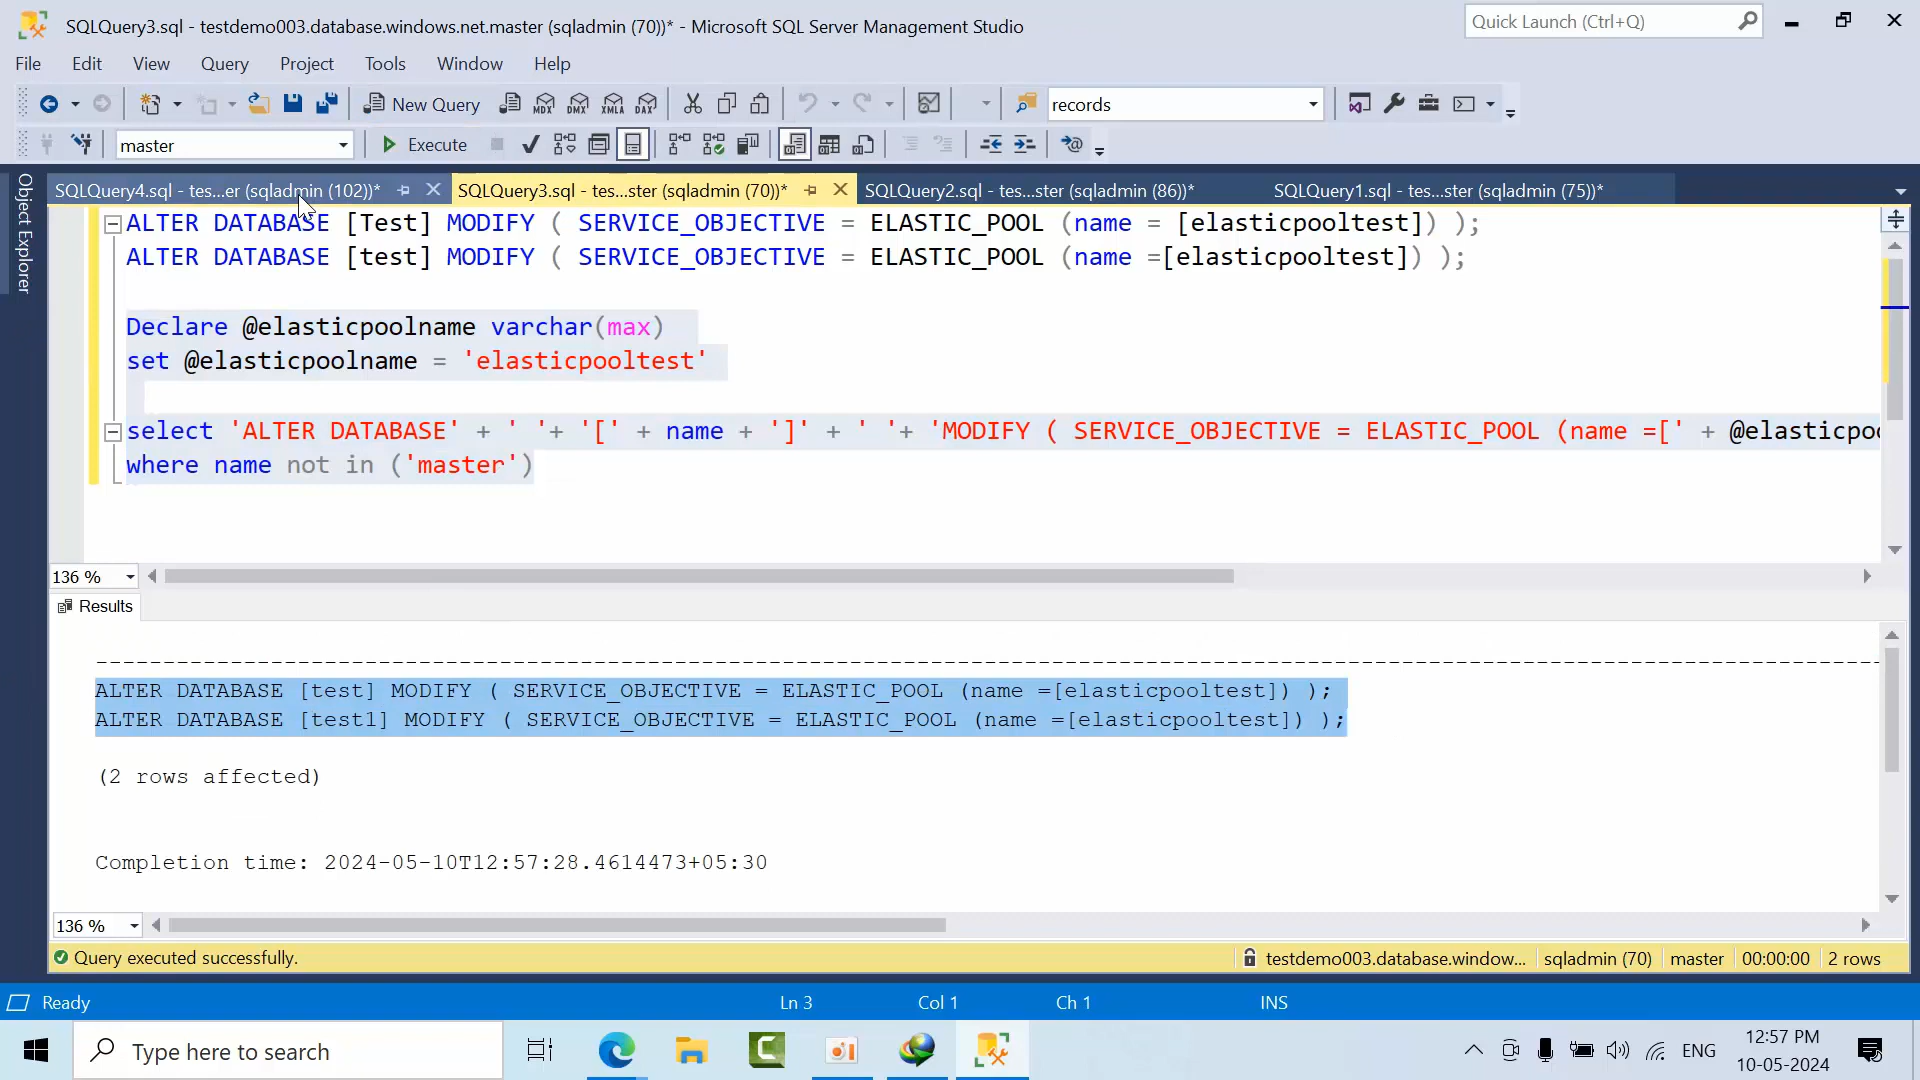 SQLQuery3.sql - testdemo003.database.windows.net.master (sqladmin (70))* - Microsoft SQL Server Management Studio
Quick Launch (Ctrl+Q)
File Edit View Query Project Tools Window Help
New Query MDX DMX XMLA DAX records
master Execute
Object Explorer
SQLQuery4.sql - tes...er (sqladmin (102))* SQLQuery3.sql - tes...ster (sqladmin (70))* SQLQuery2.sql - tes...ster (sqladmin (86))* SQLQuery1.sql - tes...ster (sqladmin (75))*
ALTER DATABASE [Test] MODIFY ( SERVICE_OBJECTIVE = ELASTIC_POOL (name = [elasticpooltest]) );
ALTER DATABASE [test] MODIFY ( SERVICE_OBJECTIVE = ELASTIC_POOL (name =[elasticpooltest]) );
Declare @elasticpoolname varchar(max)
set @elasticpoolname = 'elasticpooltest'
select 'ALTER DATABASE' + ' '+ '[' + name + ']' + ' '+ 'MODIFY ( SERVICE_OBJECTIVE = ELASTIC_POOL (name =[' + @elasticpoo
where name not in ('master')
136 %
Results
ALTER DATABASE [test] MODIFY ( SERVICE_OBJECTIVE = ELASTIC_POOL (name =[elasticpooltest]) );
ALTER DATABASE [test1] MODIFY ( SERVICE_OBJECTIVE = ELASTIC_POOL (name =[elasticpooltest]) );
(2 rows affected)
Completion time: 2024-05-10T12:57:28.4614473+05:30
136 %
Query executed successfully. testdemo003.database.window... sqladmin (70) master 00:00:00 2 rows
Ready Ln 3 Col 1 Ch 1 INS
Type here to search
ENG
12:57 PM
10-05-2024